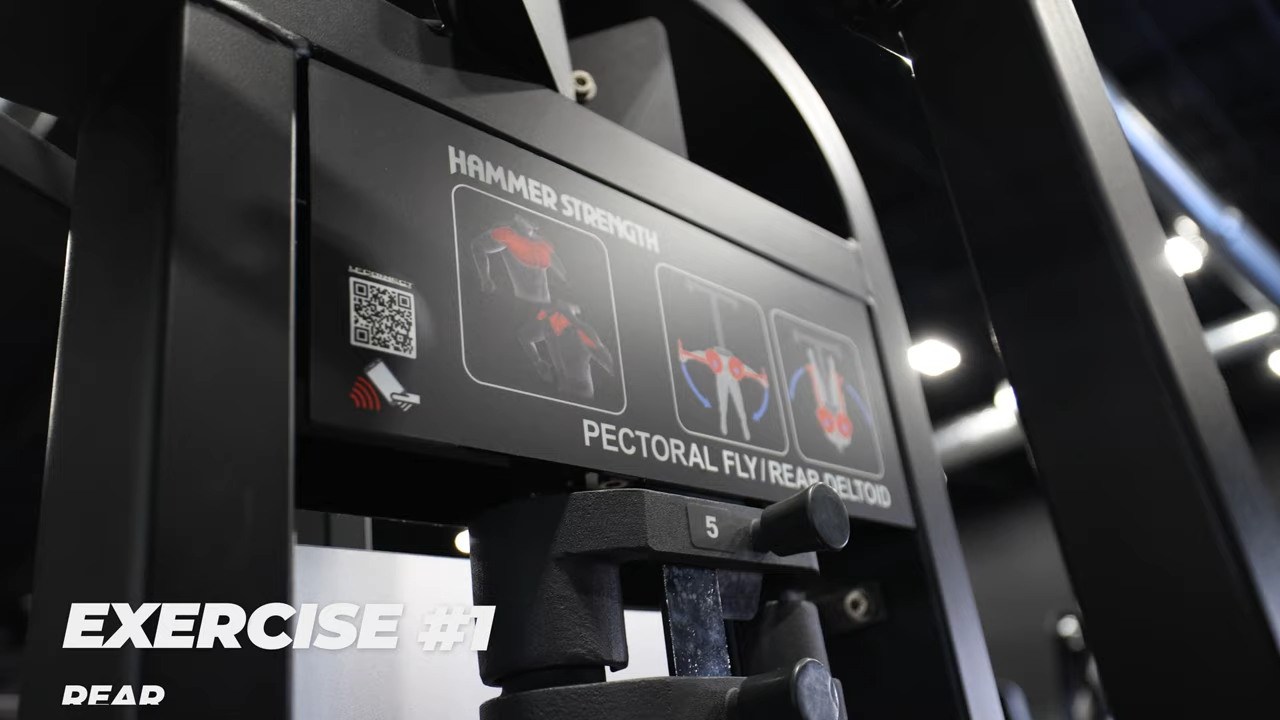 HAMMER STRENGTH
PECTORAL FLY/REAR DELTOID
5
EXERCISE #1
REAR